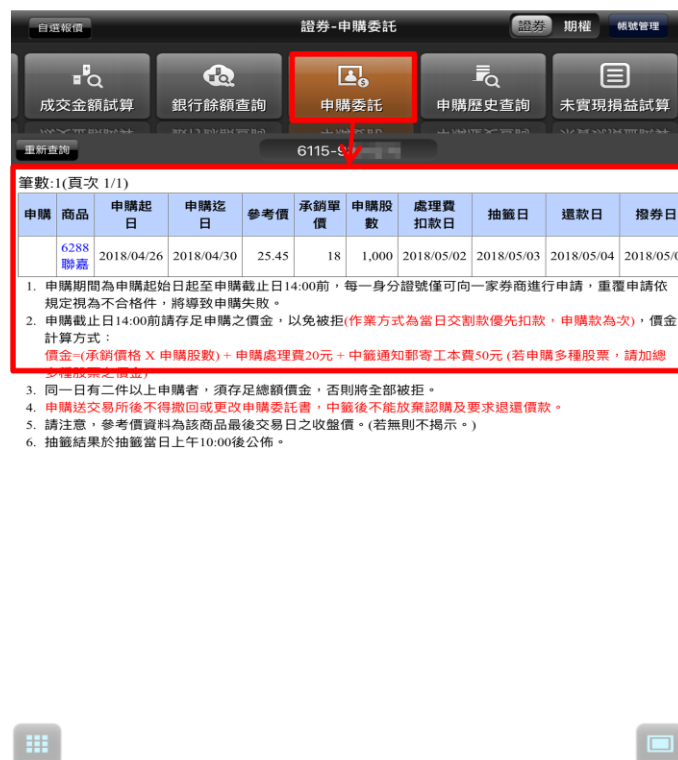 自選報價 證券-申購委託 證券 期權 帳號管理
成交金額試算 銀行餘額查詢 申購委託 申購歷史查詢 未實現損益試算
重新查詢 6115-9
筆數:1(頁次 1/1)
申購 商品 申購起日 申購迄日 參考價 承銷單價 申購股數 處理費扣款日 抽籤日 還款日 撥券日
6288聯嘉 2018/04/26 2018/04/30 25.45 18 1,000 2018/05/02 2018/05/03 2018/05/04 2018/05/0
1. 申購期間為申購起始日起至申購截止日14:00前，每一身分證號僅可向一家券商進行申請，重覆申請依
規定視為不合格件，將導致申購失敗。
2. 申購截止日14:00前請存足申購之價金，以免被拒(作業方式為當日交割款優先扣款，申購款為次)，價金
計算方式：
價金=(承銷價格 X 申購股數) + 申購處理費20元 + 中籤通知郵寄工本費50元 (若申購多種股票，請加總
多種股票之價金)
3. 同一日有二件以上申購者，須存足總額價金，否則將全部被拒。
4. 申購送交易所後不得撤回或更改申購委託書，中籤後不能放棄認購及要求退還價款。
5. 請注意，參考價資料為該商品最後交易日之收盤價。(若無則不揭示。)
6. 抽籤結果於抽籤當日上午10:00後公佈。